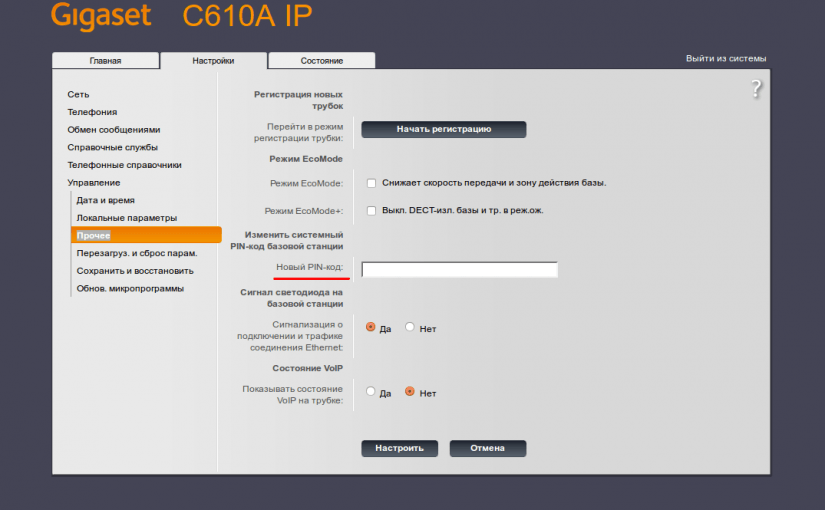 Gigaset C610A IP
Главная Настройки Состояние Выйти из системы
?
Сеть
Телефония
Обмен сообщениями
Справочные службы
Телефонные справочники
Управление
Дата и время
Локальные параметры
Прочее
Перезагруз. и сброс парам.
Сохранить и восстановить
Обнов. микропрограммы
Регистрация новых
трубок
Перейти в режим
регистрации трубки:
Начать регистрацию
Режим EcoMode
Режим EcoMode: Снижает скорость передачи и зону действия базы.
Режим EcoMode+: Выкл. DECT-изл. базы и тр. в реж.ож.
Изменить системный
PIN-код базовой станции
Новый PIN-код:
Сигнал светодиода на
базовой станции
Сигнализация о
подключении и трафике
соединения Ethernet:
Да Нет
Состояние VoIP
Показывать состояние
VoIP на трубке:
Да Нет
Настроить Отмена